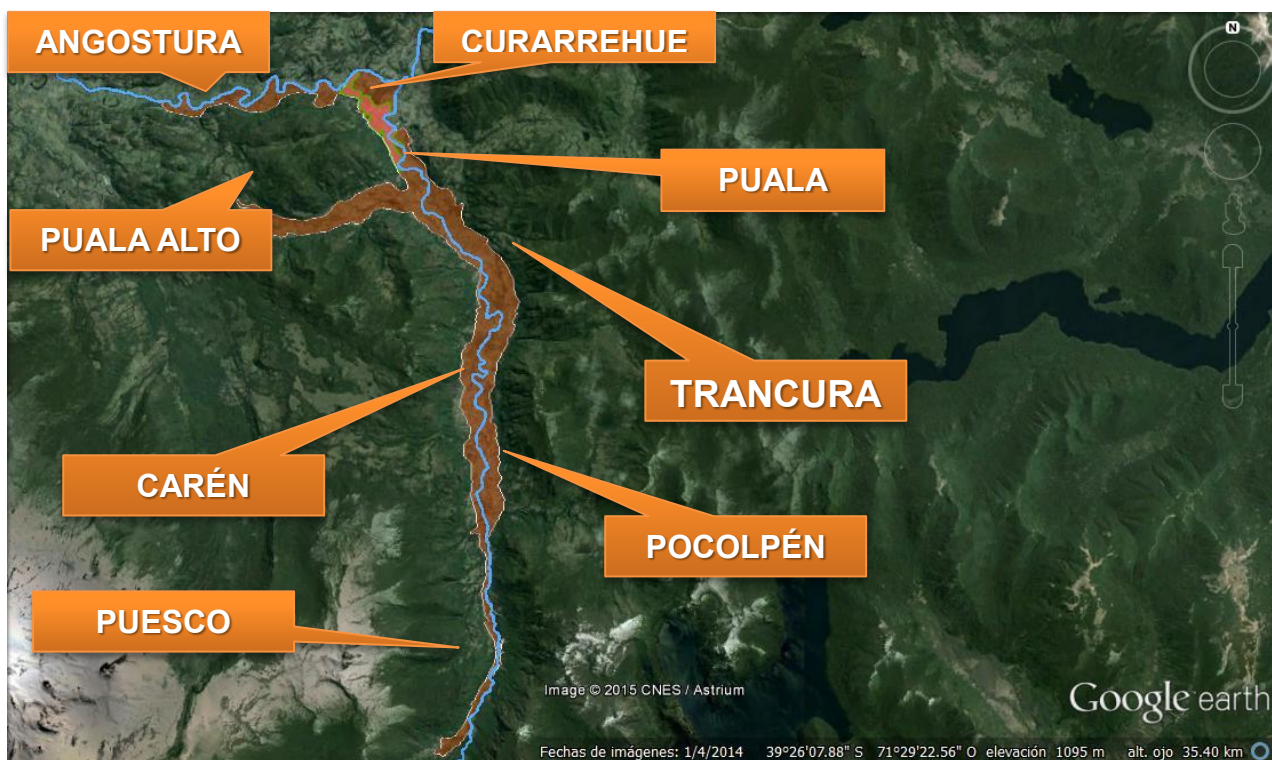 ANGOSTURA
CURARREHUE
N
PUALA
PUALA ALTO
TRANCURA
CARÉN
POCOLPÉN
PUESCO
Image © 2015 CNES / Astrium
Google earth
Fechas de imágenes: 1/4/2014 39°26'07.88" S 71°29'22.56" O elevación 1095 m alt. ojo 35.40 km